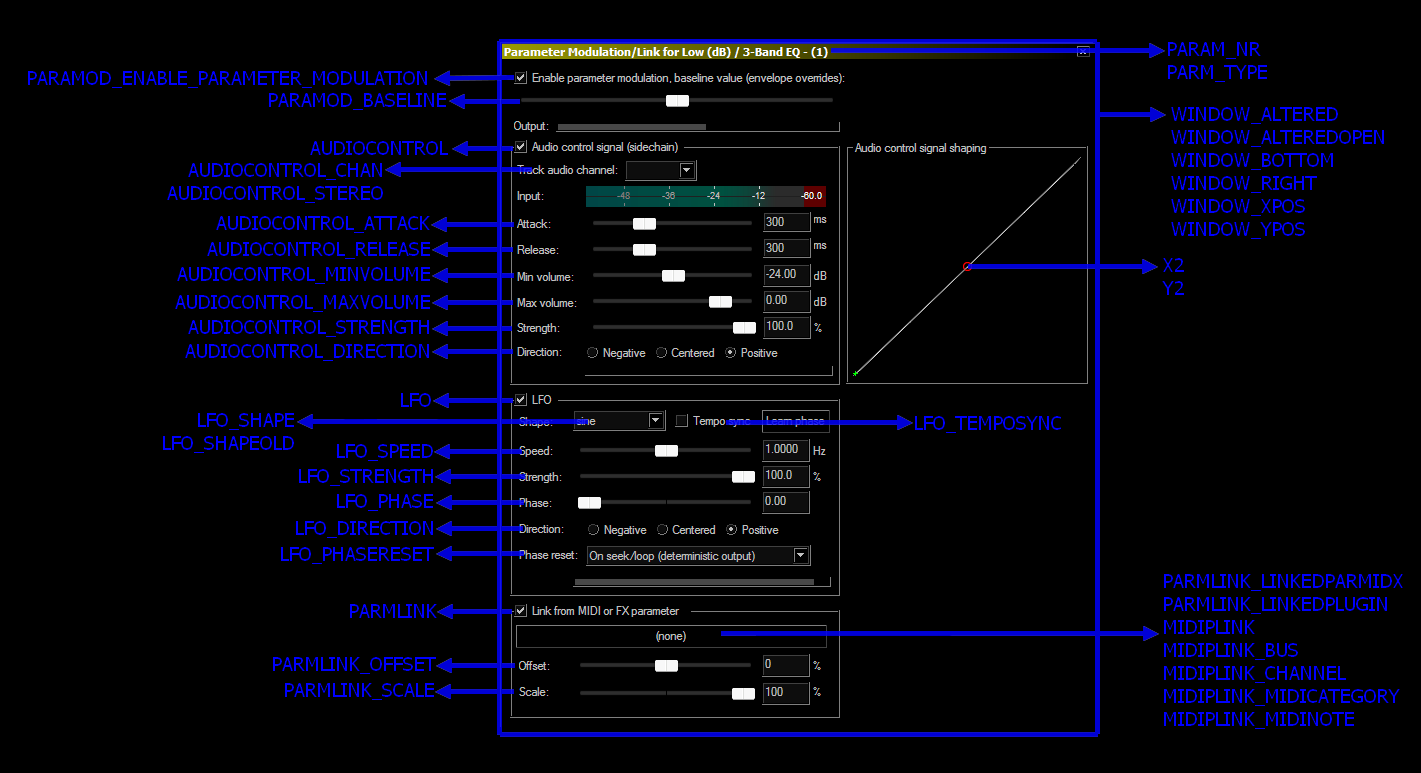 Parameter Modulation/Link for Low (dB) / 3-Band EQ - (1)
PARAM_NR
PARM_TYPE
PARAMOD_ENABLE_PARAMETER_MODULATION
Enable parameter modulation, baseline value (envelope overrides):
PARAMOD_BASELINE
Output:
WINDOW_ALTERED
WINDOW_ALTEREDOPEN
WINDOW_BOTTOM
WINDOW_RIGHT
WINDOW_XPOS
WINDOW_YPOS
AUDIOCONTROL
Audio control signal (sidechain)
Audio control signal shaping
AUDIOCONTROL_CHAN
AUDIOCONTROL_STEREO
Track audio channel:
Input: -48 -36 -24 -12 -60.0
AUDIOCONTROL_ATTACK
Attack: 300 ms
AUDIOCONTROL_RELEASE
Release: 300 ms
AUDIOCONTROL_MINVOLUME
Min volume: -24.00 dB
X2
Y2
AUDIOCONTROL_MAXVOLUME
Max volume: 0.00 dB
AUDIOCONTROL_STRENGTH
Strength: 100.0 %
AUDIOCONTROL_DIRECTION
Direction: Negative Centered Positive
LFO
LFO
LFO_SHAPE
LFO_SHAPEOLD
Shape: sine Tempo sync Learn phase
LFO_TEMPOSYNC
LFO_SPEED
Speed: 1.0000 Hz
LFO_STRENGTH
Strength: 100.0 %
LFO_PHASE
Phase: 0.00
LFO_DIRECTION
Direction: Negative Centered Positive
LFO_PHASERESET
Phase reset: On seek/loop (deterministic output)
PARMLINK
Link from MIDI or FX parameter
(none)
PARMLINK_LINKEDPARMIDX
PARMLINK_LINKEDPLUGIN
MIDIPLINK
MIDIPLINK_BUS
MIDIPLINK_CHANNEL
MIDIPLINK_MIDICATEGORY
MIDIPLINK_MIDINOTE
PARMLINK_OFFSET
Offset: 0 %
PARMLINK_SCALE
Scale: 100 %